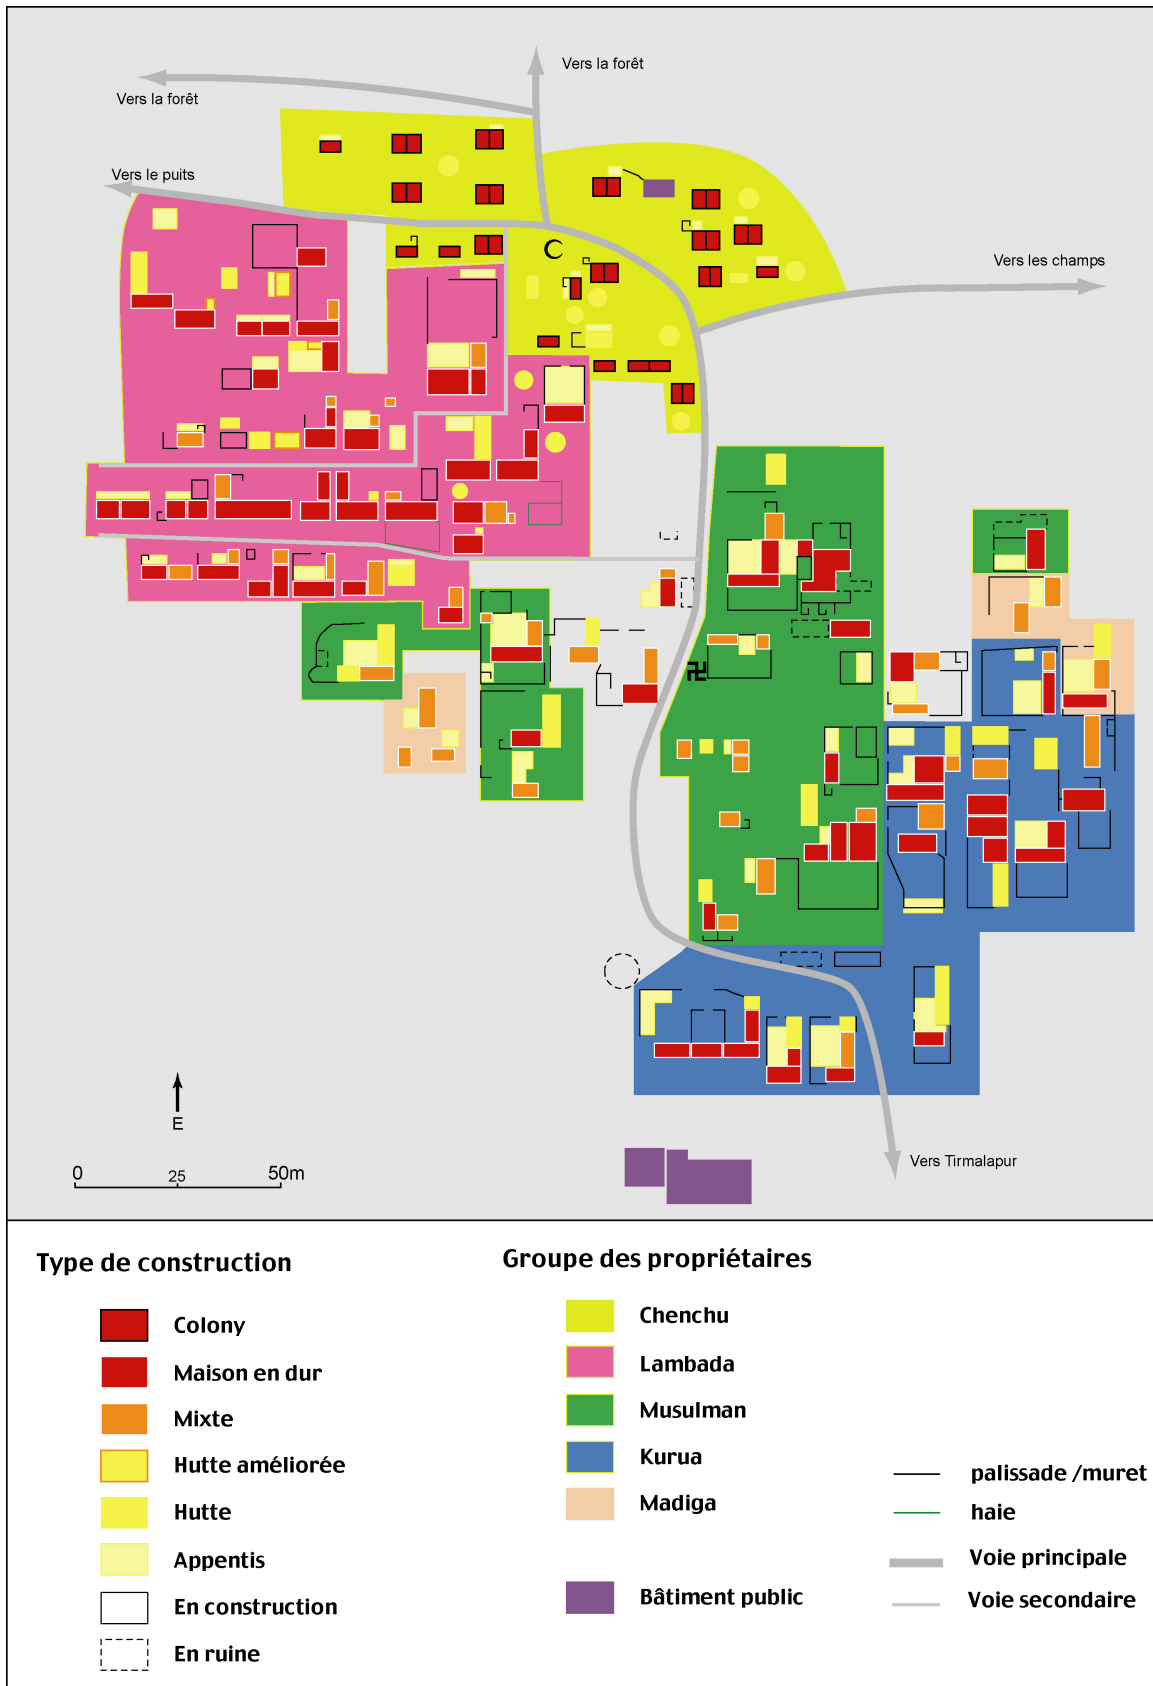 Vers la forêt
Vers la forêt
Vers le puits
Vers les champs
E
0
25
50m
Vers Tirmalapur
Type de construction
Colony
Maison en dur
Mixte
Hutte améliorée
Hutte
Appentis
En construction
En ruine
Groupe des propriétaires
Chenchu
Lambada
Musulman
Kurua
Madiga
Bâtiment public
palissade /muret
haie
Voie principale
Voie secondaire